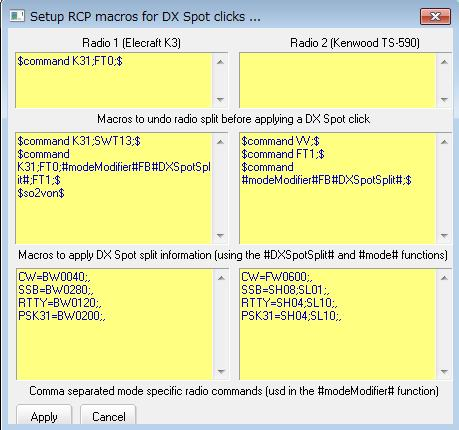 Setup RCP macros for DX Spot clicks ...
Radio 1 (Elecraft K3)
Radio 2 (Kenwood TS-590)
$command K31;FT0;$
Macros to undo radio split before applying a DX Spot click
$command K31;SWT13;$
$command
K31;FT0;#modeModifier#FB#DXSpotSpl
it#;FT1;$
$so2von$
$command VV;$
$command FT1;$
$command
#modeModifier#FB#DXSpotSplit#;$
Macros to apply DX Spot split information (using the #DXSpotSplit# and #mode# functions)
CW=BW0040;,
SSB=BW0280;,
RTTY=BW0120;,
PSK31=BW0200;,
CW=FW0600;,
SSB=SH08;SL01;,
RTTY=SH04;SL10;,
PSK31=SH04;SL10;,
Comma separated mode specific radio commands (usd in the #modeModifier# function)
Apply
Cancel